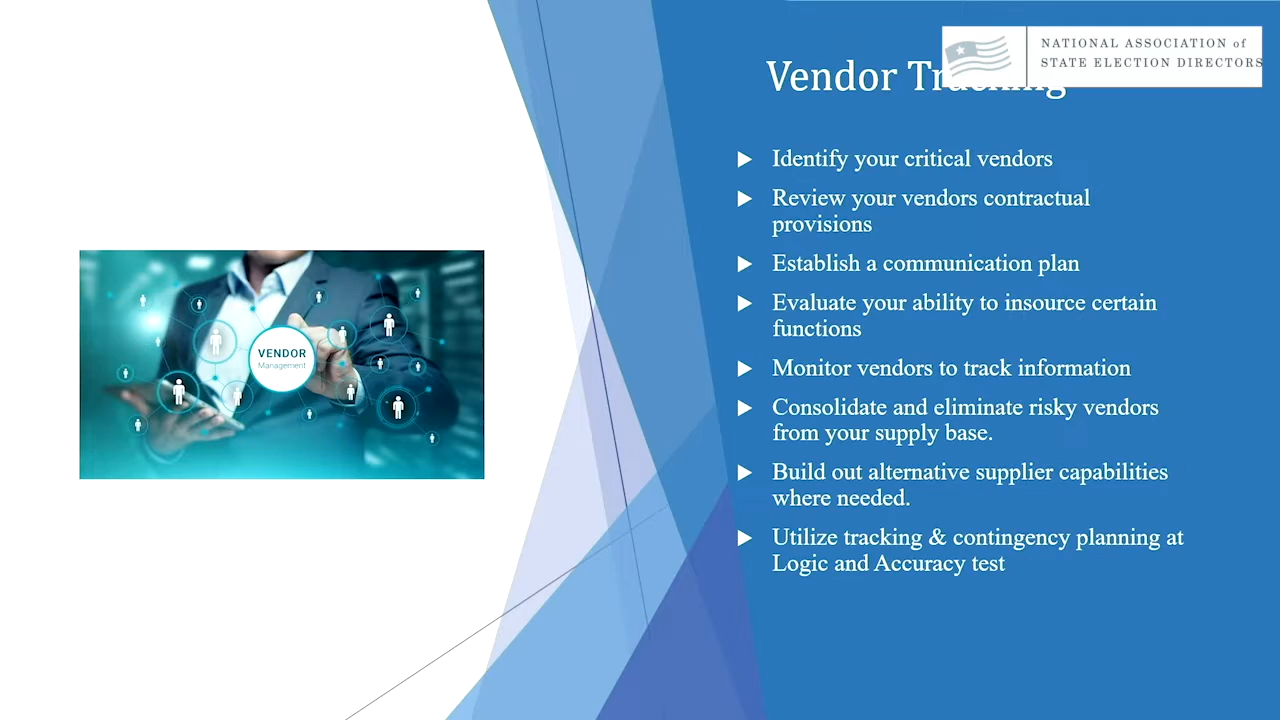 NATIONAL ASSOCIATION of
STATE ELECTION DIRECTORS
Vendor Tracking
Identify your critical vendors
Review your vendors contractual
provisions
Establish a communication plan
Evaluate your ability to insource certain
functions
Monitor vendors to track information
Consolidate and eliminate risky vendors
from your supply base.
Build out alternative supplier capabilities
where needed.
Utilize tracking & contingency planning at
Logic and Accuracy test
VENDOR
Management